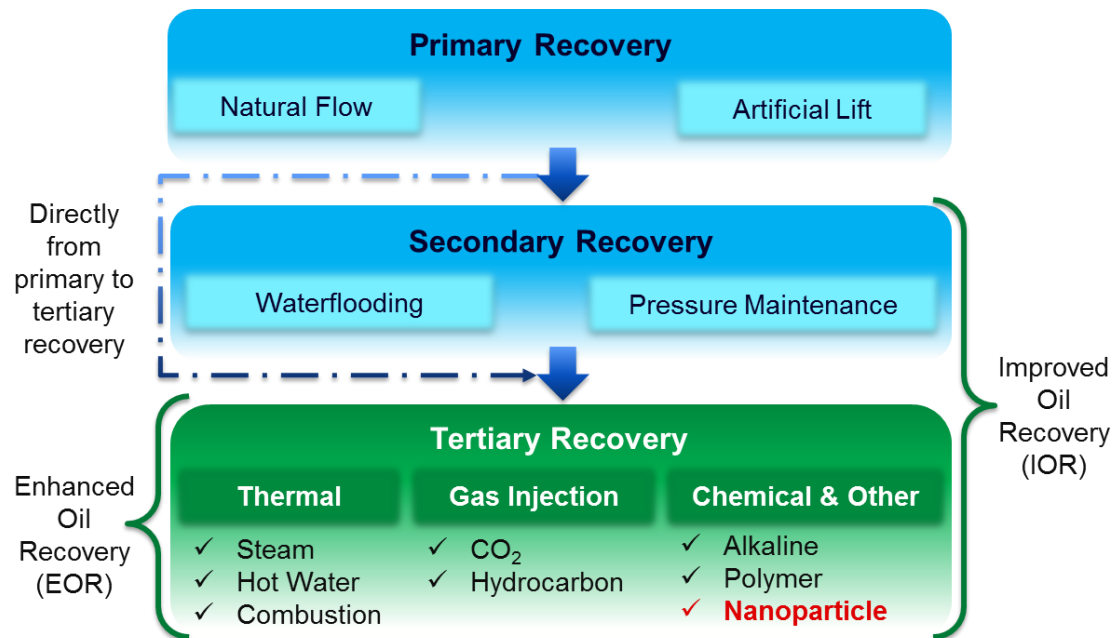 Primary Recovery
Natural Flow
Artificial Lift
Directly
from
primary to
tertiary
recovery
Secondary Recovery
Waterflooding
Pressure Maintenance
Improved
Oil
Recovery
(IOR)
Tertiary Recovery
Enhanced
Oil
Recovery
(EOR)
Thermal
✓ Steam
✓ Hot Water
✓ Combustion
Gas Injection
✓ CO₂
✓ Hydrocarbon
Chemical & Other
✓ Alkaline
✓ Polymer
✓ Nanoparticle